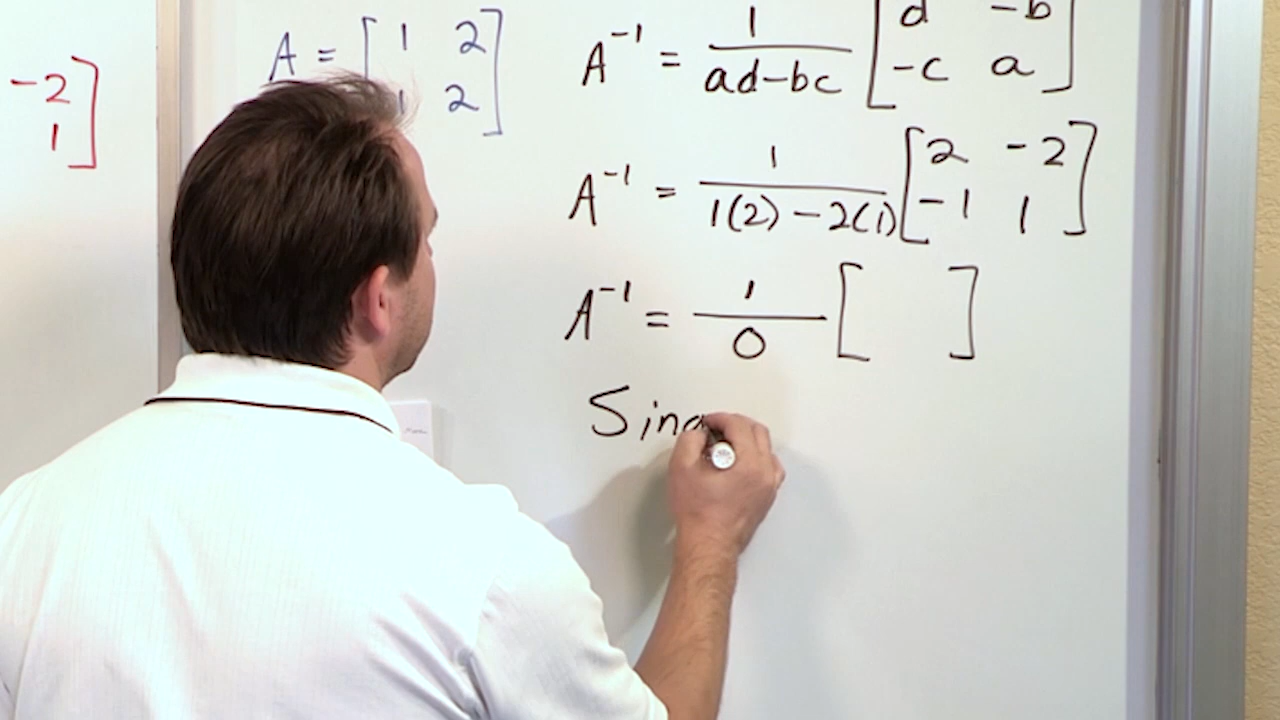 -2
1
A = [ 1 2
1 2 ]
A⁻¹ = 1/(ad-bc) [ d -b
-c a ]
A⁻¹ = 1/(1(2) - 2(1)) [ 2 -2
-1 1 ]
A⁻¹ = 1/0 [ ]
Sing